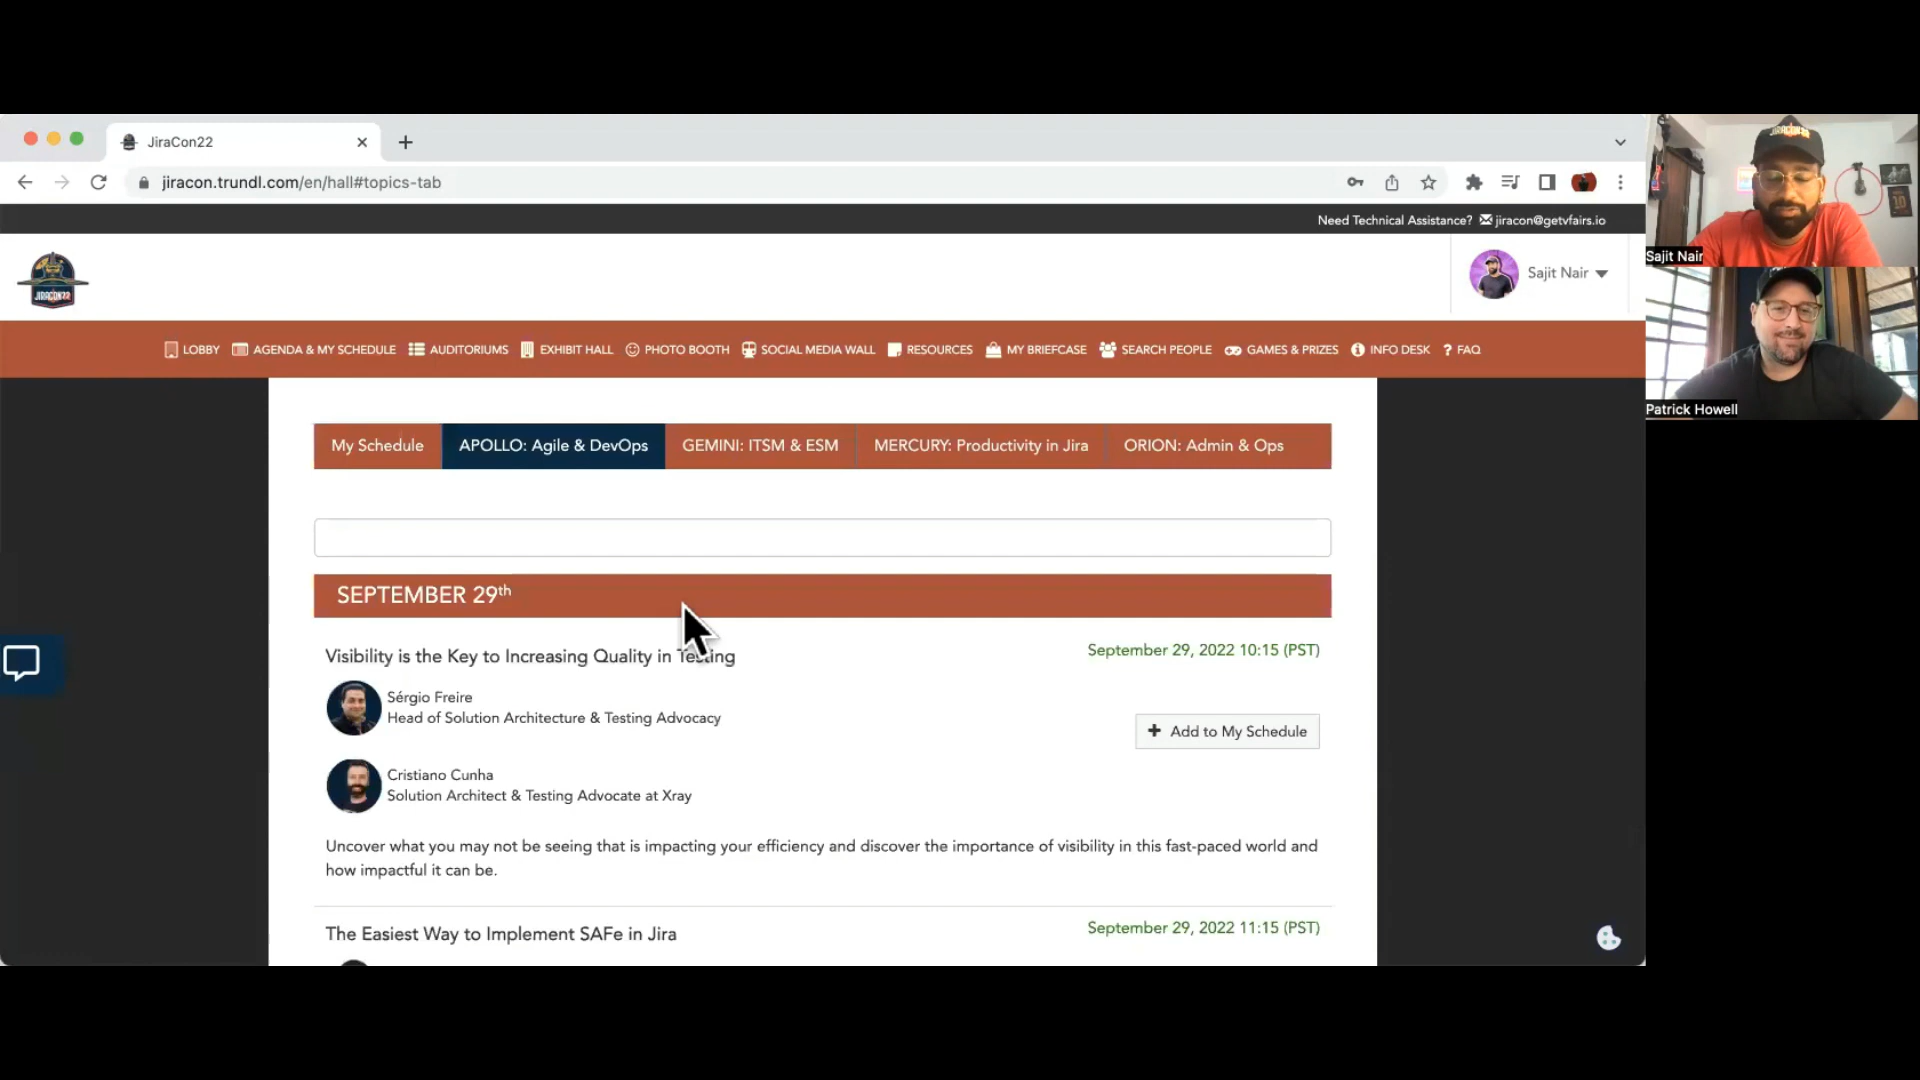 JiraCon22
jiracon.trundl.com/en/hall#topics-tab
Need Technical Assistance? jiracon@getvfairs.io
JIRACON22
Sajit Nair
LOBBY AGENDA & MY SCHEDULE AUDITORIUMS EXHIBIT HALL PHOTO BOOTH SOCIAL MEDIA WALL RESOURCES MY BRIEFCASE SEARCH PEOPLE GAMES & PRIZES INFO DESK ? FAQ
My Schedule APOLLO: Agile & DevOps GEMINI: ITSM & ESM MERCURY: Productivity in Jira ORION: Admin & Ops
SEPTEMBER 29th
Visibility is the Key to Increasing Quality in Testing
September 29, 2022 10:15 (PST)
Sérgio Freire
Head of Solution Architecture & Testing Advocacy
+ Add to My Schedule
Cristiano Cunha
Solution Architect & Testing Advocate at Xray
Uncover what you may not be seeing that is impacting your efficiency and discover the importance of visibility in this fast-paced world and
how impactful it can be.
The Easiest Way to Implement SAFe in Jira
September 29, 2022 11:15 (PST)
JIRACON22
10
Sajit Nair
Patrick Howell